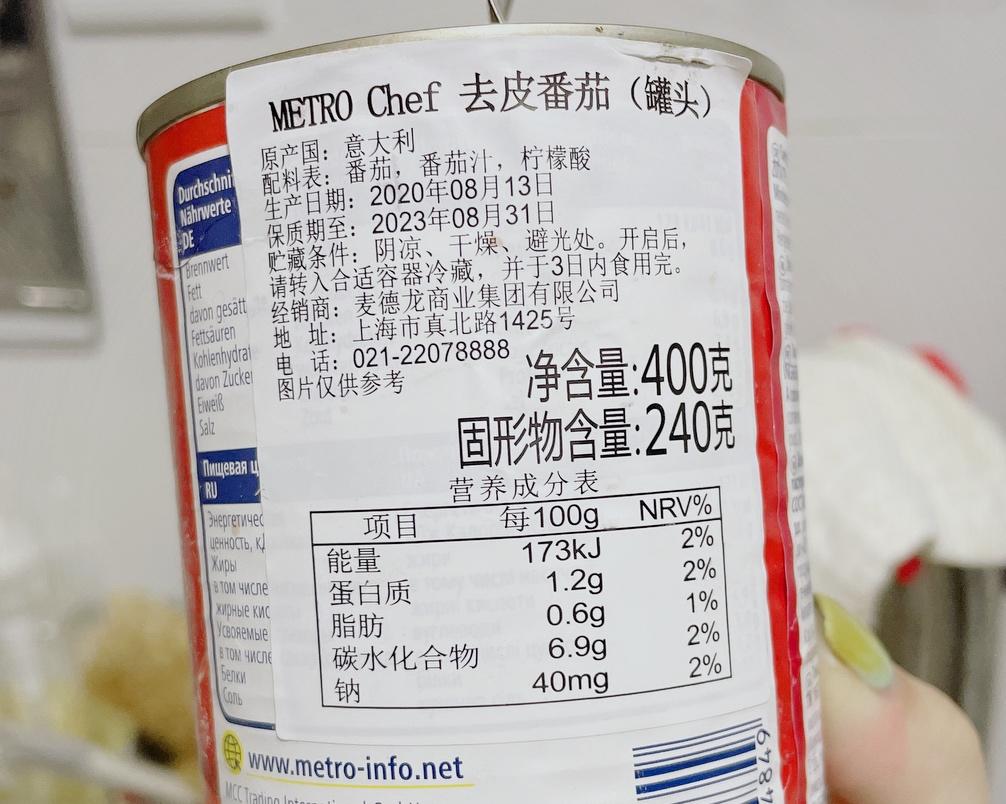 METRO Chef 去皮番茄（罐头）
原产国：意大利
配料表：番茄，番茄汁，柠檬酸
生产日期：2020年08月13日
保质期至：2023年08月31日
贮藏条件：阴凉、干燥、避光处。开启后，
请转入合适容器冷藏，并于3日内食用完。
经销商：麦德龙商业集团有限公司
地 址：上海市真北路1425号
电 话：021-22078888
图片仅供参考
净含量:400克
固形物含量:240克
营养成分表
项目 每100g NRV%
能量 173kJ 2%
蛋白质 1.2g 2%
脂肪 0.6g 1%
碳水化合物 6.9g 2%
钠 40mg 2%
Durchschni
Nährwerte
DE
Brennwert
Fett
davon gesätt
Fettsäuren
Kohlenhydrat
davon Zucke
Eiweiß
Salz
Пищевая ц
RU
Энергетичес
ценность, к
Жиры
в том числе
жирные кис
Усвояемые
в том числе
Белки
Соль
www.metro-info.net
MCC Trading International